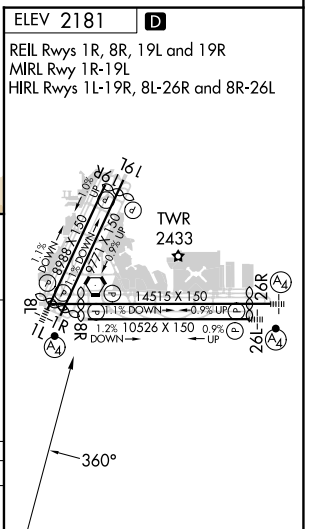 ELEV 2181 D
REIL Rwys 1R, 8R, 19L and 19R
MIRL Rwy 1R-19L
HIRL Rwys 1L-19R, 8L-26R and 8R-26L
19R 19L
1.0% UP
8988 X 150
1.1% DOWN
9771 X 150
0.9% UP
1.1% DOWN
P
P
P
P
TWR
2433
14515 X 150
1.1% DOWN 0.9% UP P
10526 X 150
1.2% DOWN 0.9% UP P
8L
1L
1R
8R
26R
26L
A4
A4
A4
360°